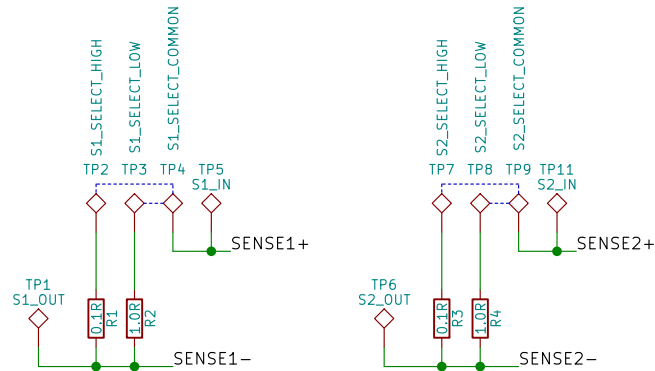 S1_SELECT_HIGH
S1_SELECT_LOW
S1_SELECT_COMMON
TP2
TP3
TP4
TP5
S1_IN
SENSE1+
TP1
S1_OUT
0.1R
R1
1.0R
R2
SENSE1-
S2_SELECT_HIGH
S2_SELECT_LOW
S2_SELECT_COMMON
TP7
TP8
TP9
TP11
S2_IN
SENSE2+
TP6
S2_OUT
0.1R
R3
1.0R
R4
SENSE2-